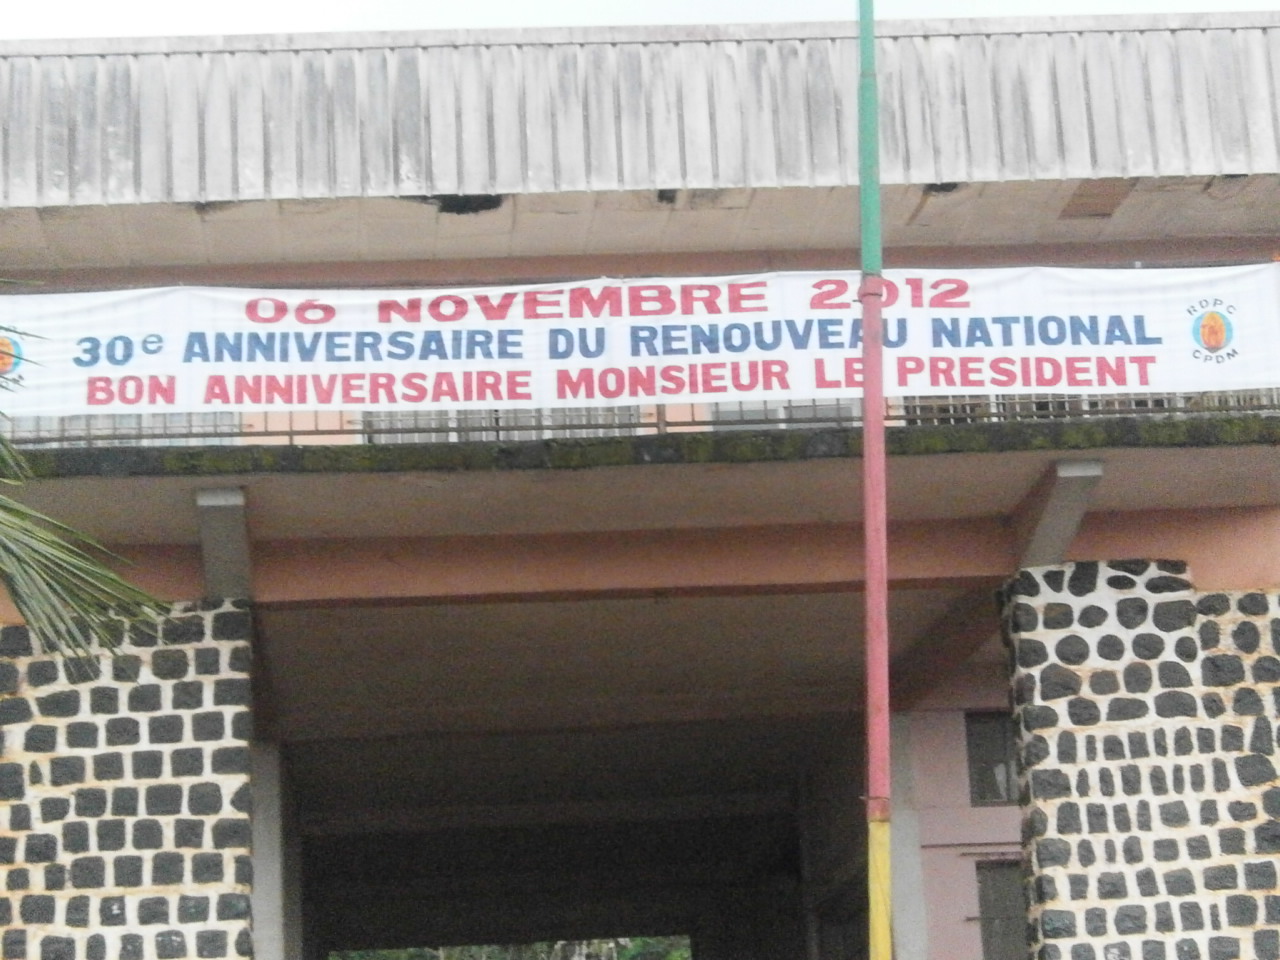 06 NOVEMBRE 2012
30e ANNIVERSAIRE DU RENOUVEAU NATIONAL
BON ANNIVERSAIRE MONSIEUR LE PRESIDENT
RDPC
CPDM